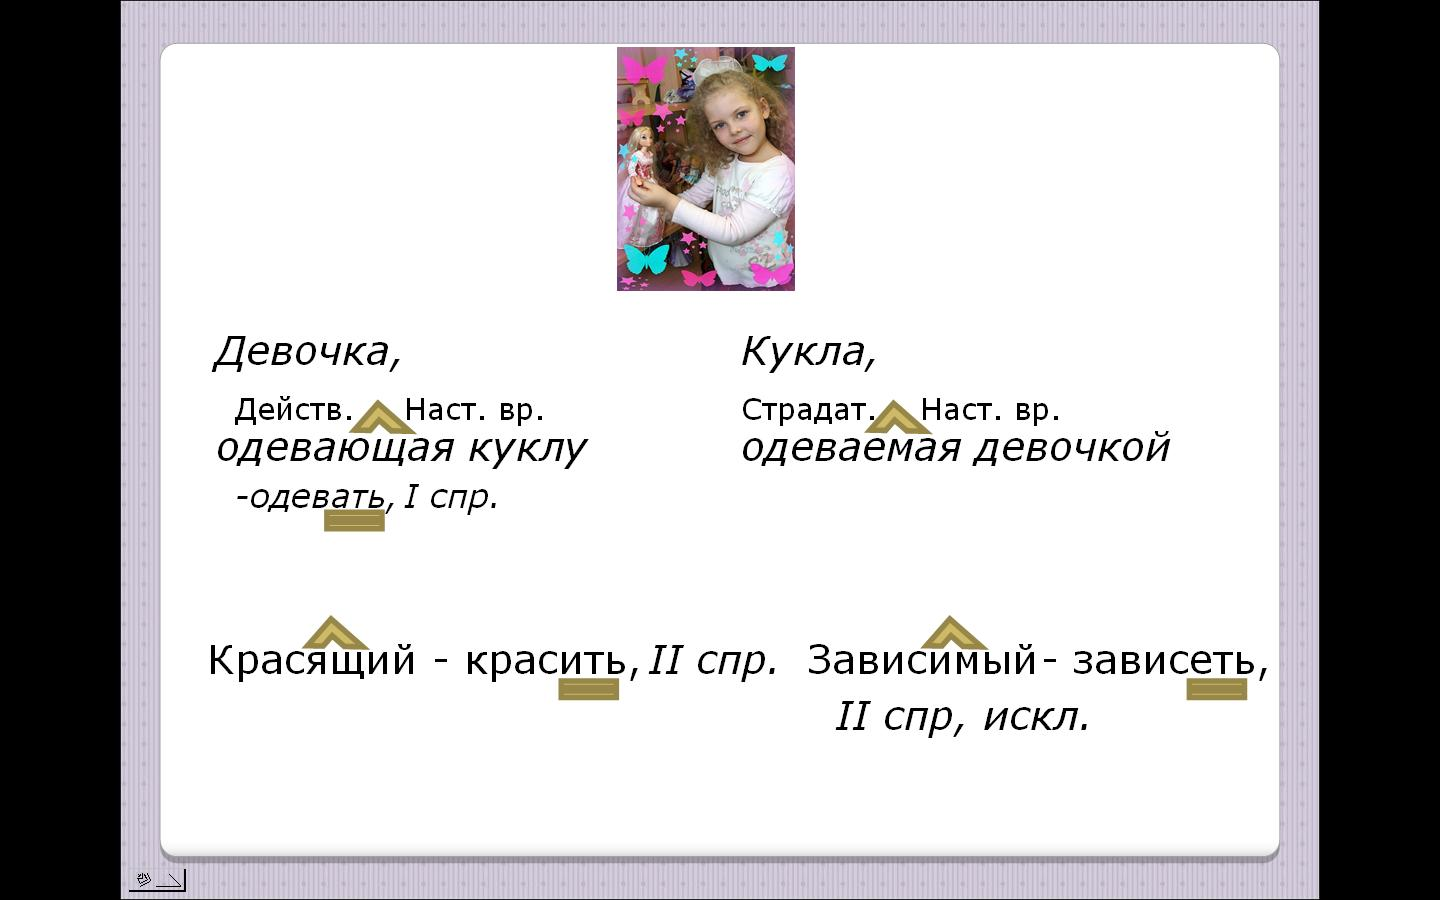 Девочка,
Действ. Наст. вр.
одевающая куклу
-одевать, I спр.
Кукла,
Страдат. Наст. вр.
одеваемая девочкой
Красящий - красить, II спр.
Зависимый- зависеть,
II спр, искл.